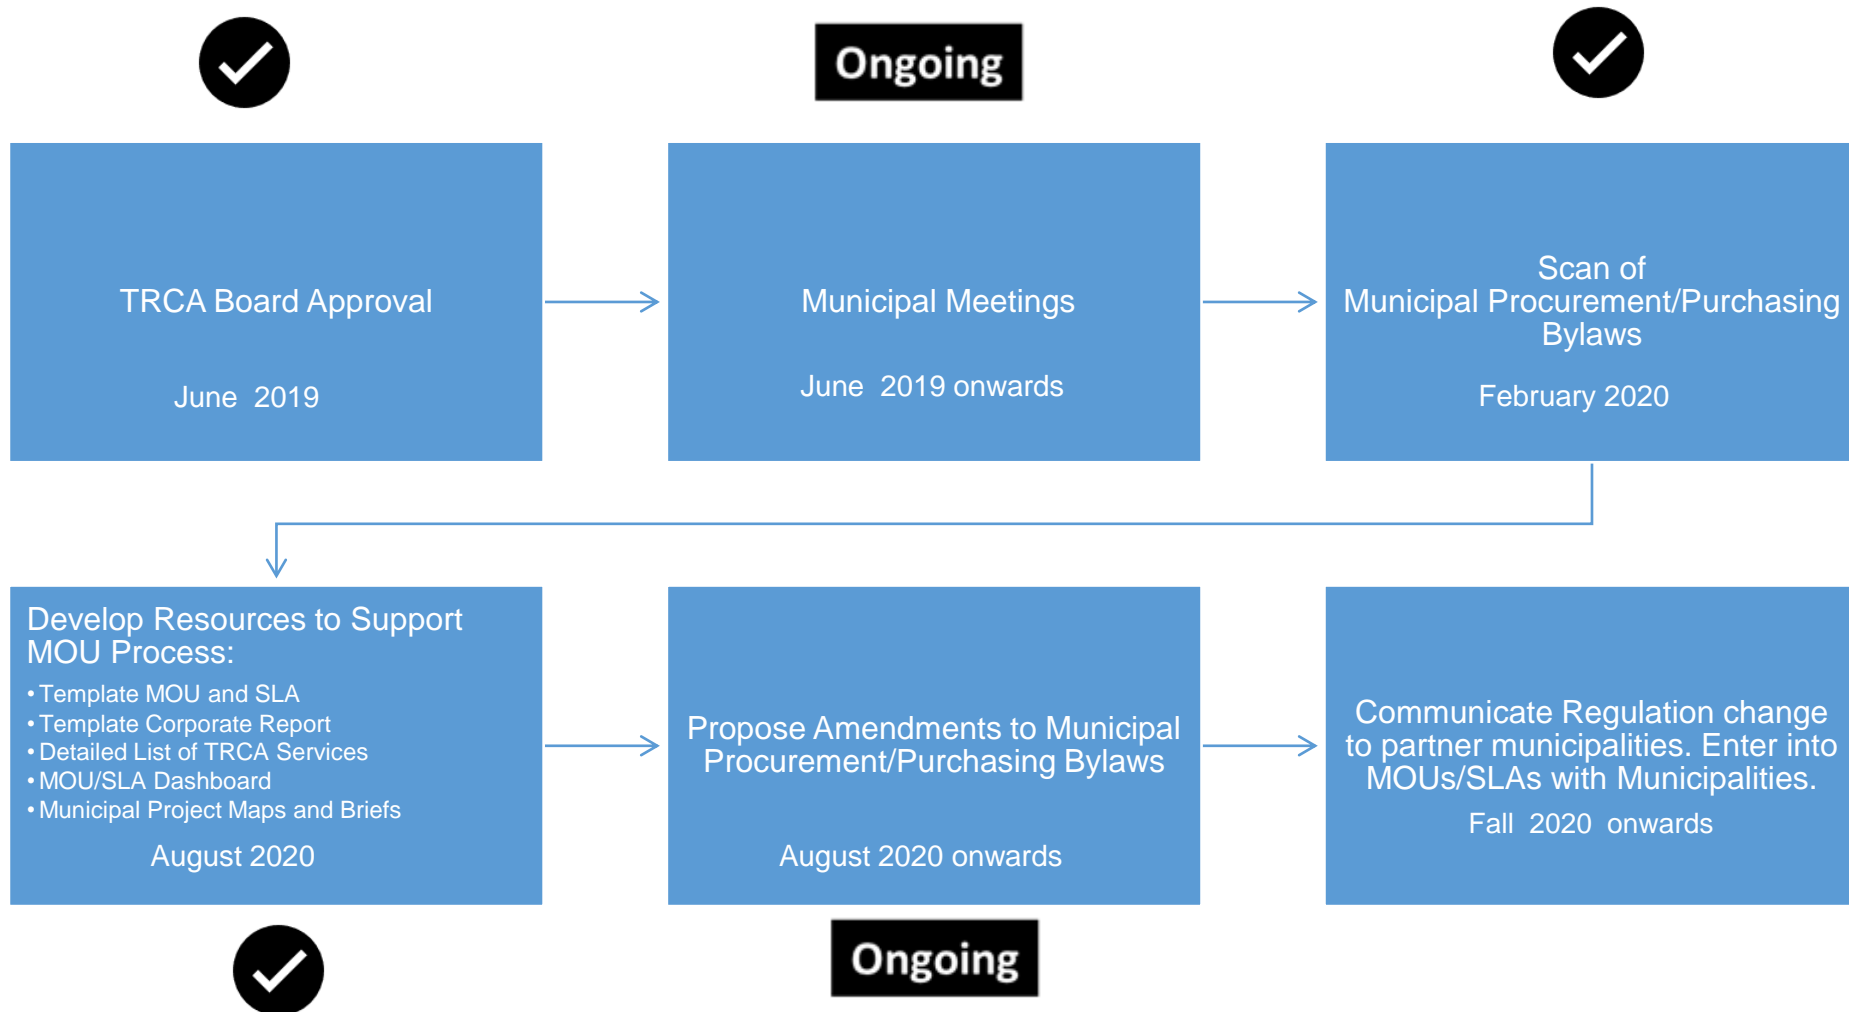 Ongoing
TRCA Board Approval
June 2019
Municipal Meetings
June 2019 onwards
Scan of
Municipal Procurement/Purchasing
Bylaws
February 2020
Develop Resources to Support
MOU Process:
• Template MOU and SLA
• Template Corporate Report
• Detailed List of TRCA Services
• MOU/SLA Dashboard
• Municipal Project Maps and Briefs
August 2020
Propose Amendments to Municipal
Procurement/Purchasing Bylaws
August 2020 onwards
Communicate Regulation change
to partner municipalities. Enter into
MOUs/SLAs with Municipalities.
Fall 2020 onwards
Ongoing